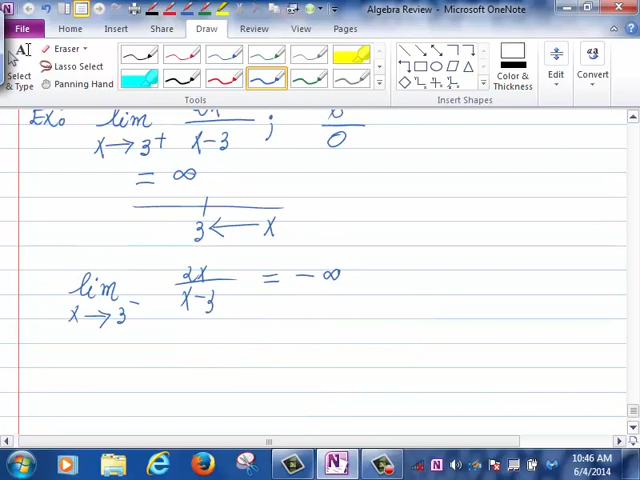 Algebra Review - Microsoft OneNote
File Home Insert Share Draw Review View Pages
Select & Type
Eraser
Lasso Select
Panning Hand
Color & Thickness
Edit
Convert
Tools
Insert Shapes
Ex: lim x→3+ 2x/x-3 ; /0
= ∞
3 ← x
lim x→3- 2x/x-3 = -∞
10:46 AM
6/4/2014